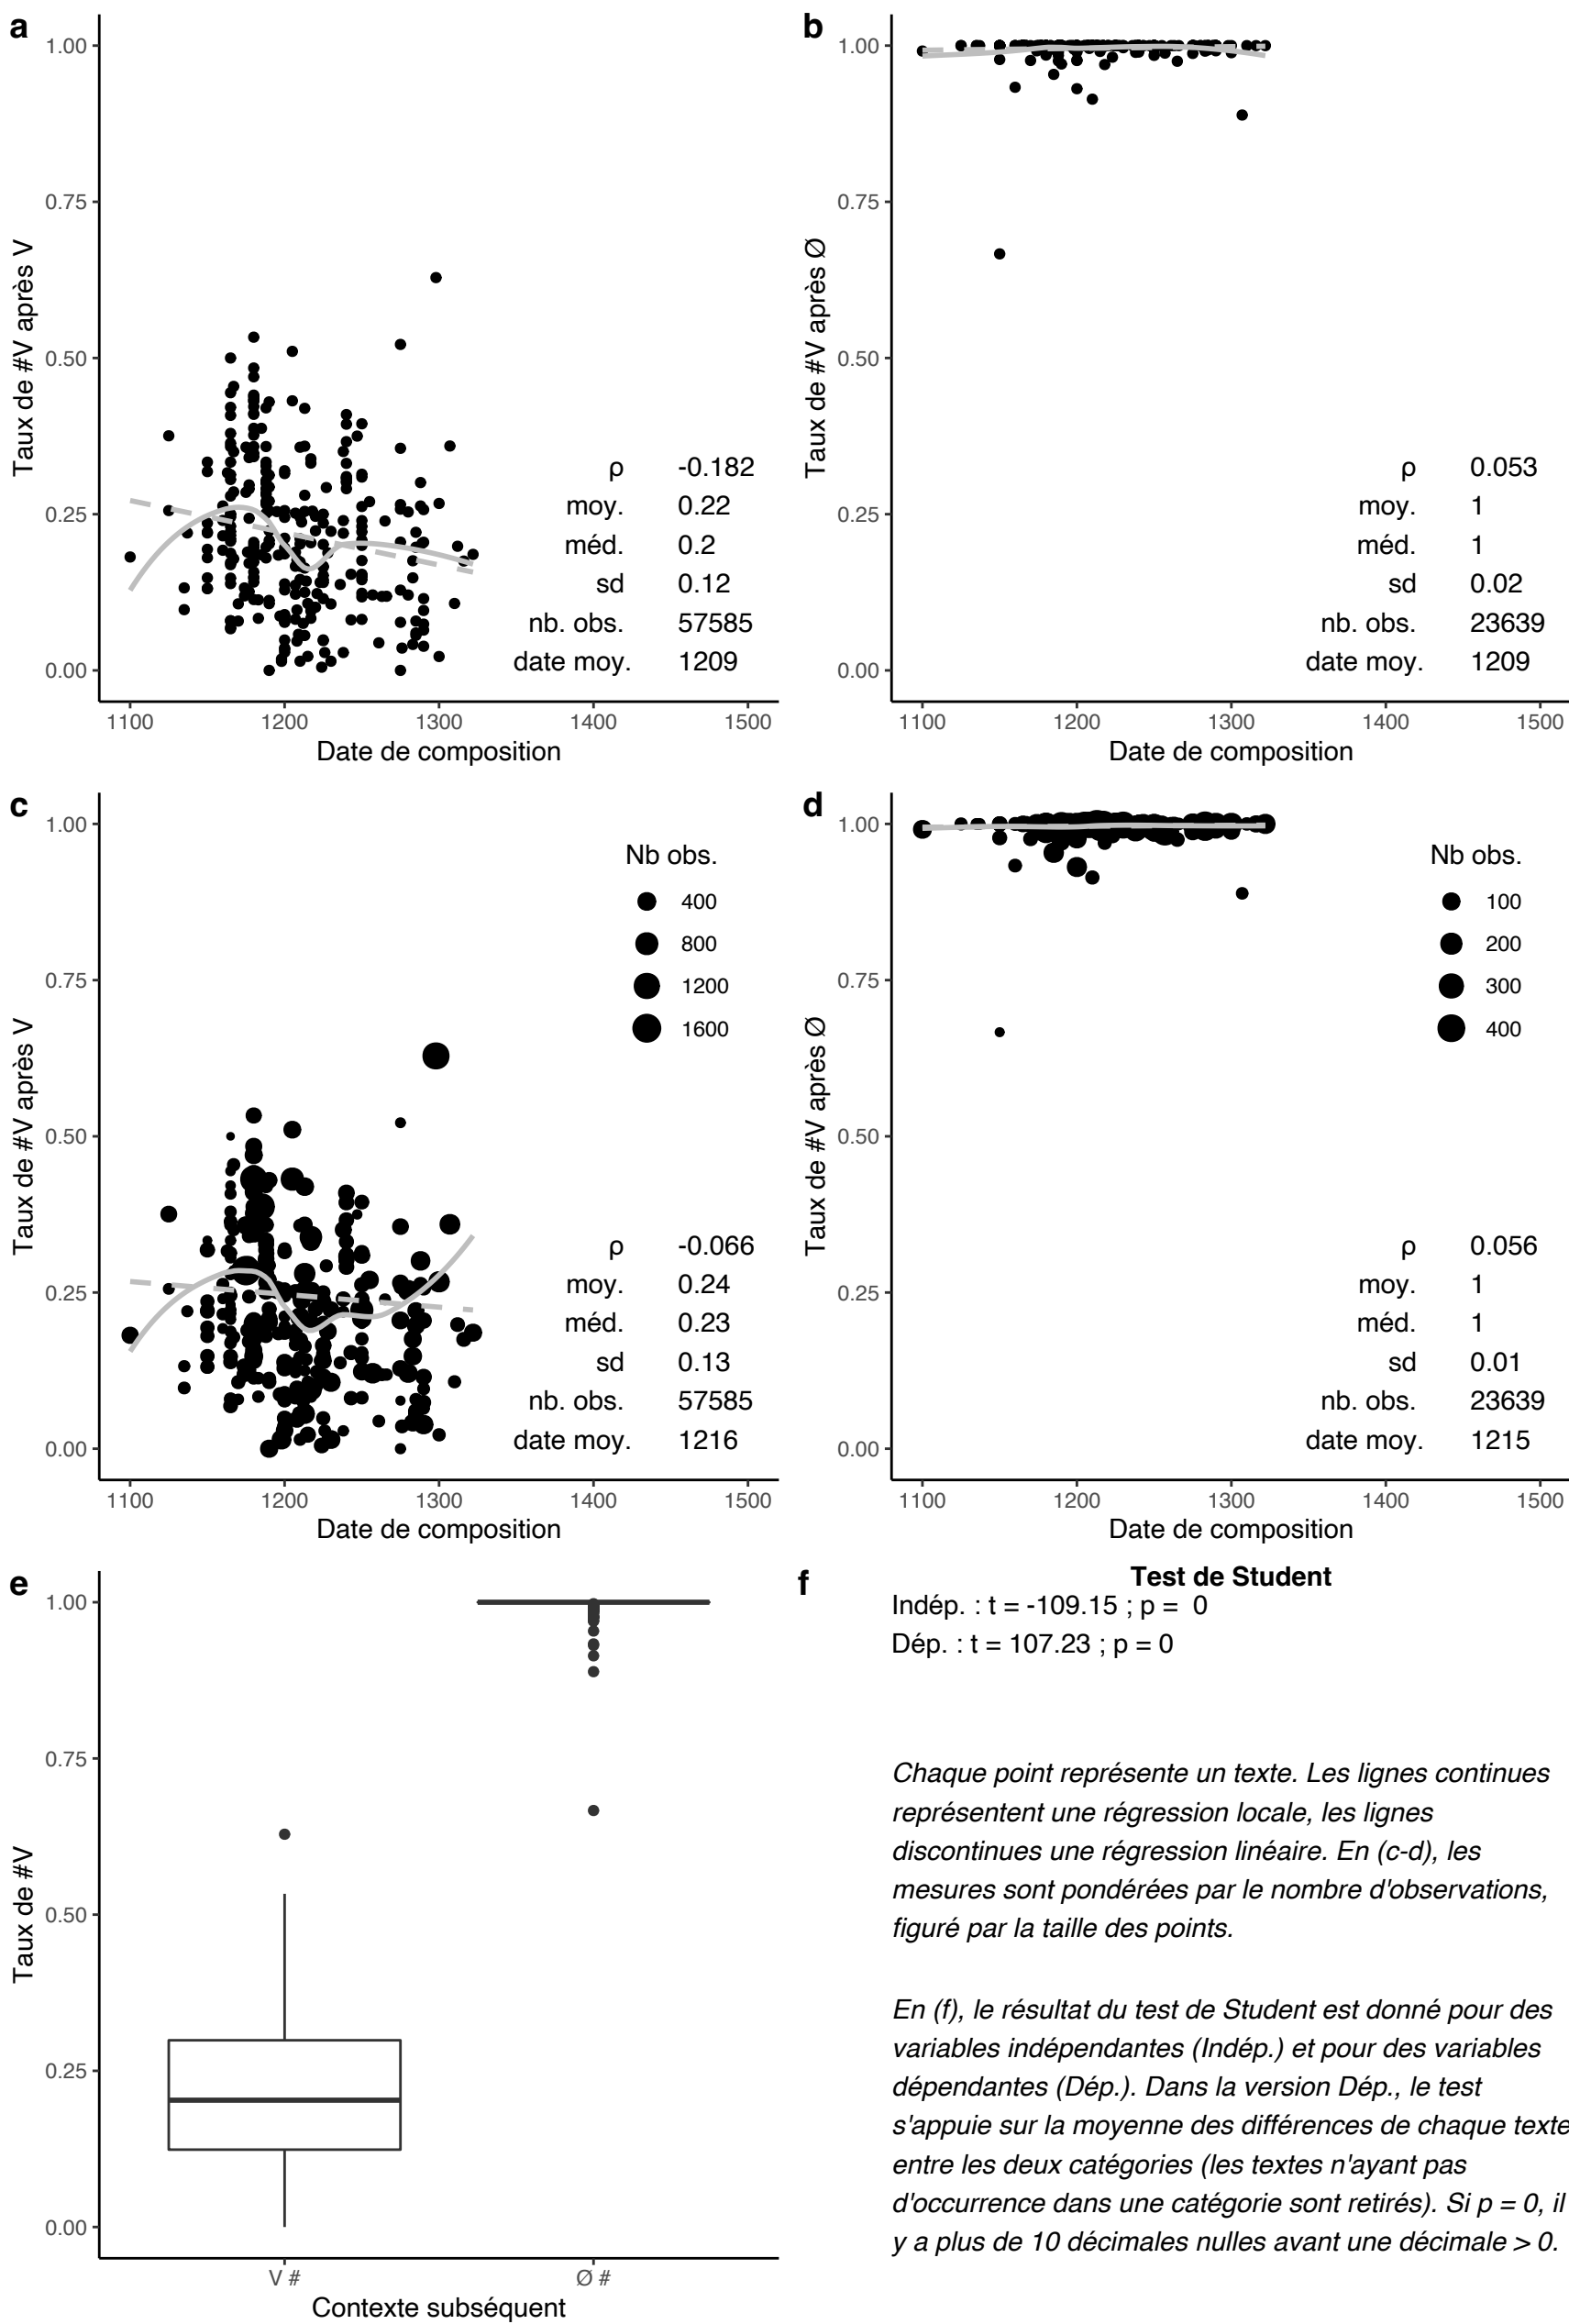 a
1.00
0.75
0.50
0.25
0.00
Taux de #V après V
ρ -0.182
moy. 0.22
méd. 0.2
sd 0.12
nb. obs. 57585
date moy. 1209
1100 1200 1300 1400 1500
Date de composition
b
1.00
0.75
0.50
0.25
0.00
Taux de #V après Ø
ρ 0.053
moy. 1
méd. 1
sd 0.02
nb. obs. 23639
date moy. 1209
1100 1200 1300 1400 1500
Date de composition
c
1.00
0.75
0.50
0.25
0.00
Taux de #V après V
Nb obs.
400
800
1200
1600
ρ -0.066
moy. 0.24
méd. 0.23
sd 0.13
nb. obs. 57585
date moy. 1216
1100 1200 1300 1400 1500
Date de composition
d
1.00
0.75
0.50
0.25
0.00
Taux de #V après Ø
Nb obs.
100
200
300
400
ρ 0.056
moy. 1
méd. 1
sd 0.01
nb. obs. 23639
date moy. 1215
1100 1200 1300 1400 1500
Date de composition
e
1.00
0.75
0.50
0.25
0.00
Taux de #V
V # Ø #
Contexte subséquent
f
Test de Student
Indép. : t = -109.15 ; p = 0
Dép. : t = 107.23 ; p = 0
Chaque point représente un texte. Les lignes continues
représentent une régression locale, les lignes
discontinues une régression linéaire. En (c-d), les
mesures sont pondérées par le nombre d'observations,
figuré par la taille des points.
En (f), le résultat du test de Student est donné pour des
variables indépendantes (Indép.) et pour des variables
dépendantes (Dép.). Dans la version Dép., le test
s'appuie sur la moyenne des différences de chaque texte
entre les deux catégories (les textes n'ayant pas
d'occurrence dans une catégorie sont retirés). Si p = 0, il
y a plus de 10 décimales nulles avant une décimale > 0.